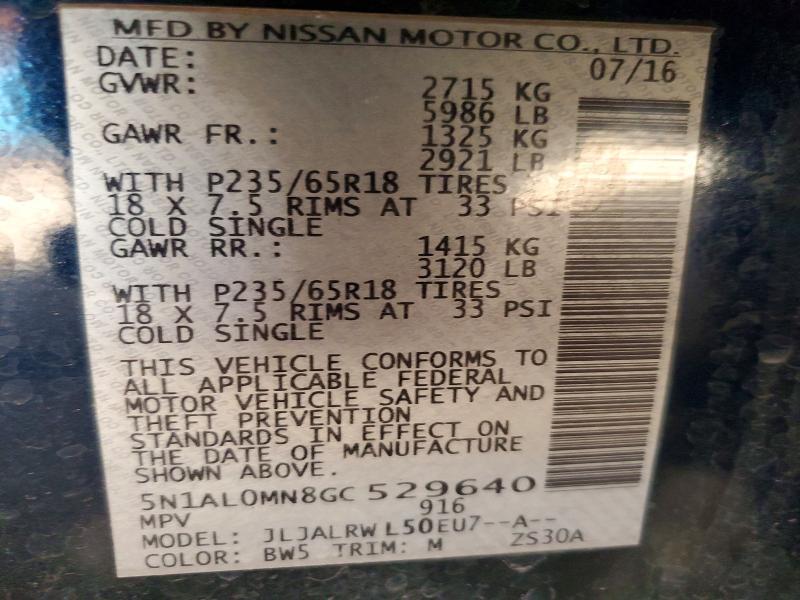 MFD BY NISSAN MOTOR CO., LTD.
DATE: 07/16
GVWR: 2715 KG
5986 LB
GAWR FR.: 1325 KG
2921 LB
WITH P235/65R18 TIRES
18 X 7.5 RIMS AT 33 PSI
COLD SINGLE
GAWR RR.: 1415 KG
3120 LB
WITH P235/65R18 TIRES
18 X 7.5 RIMS AT 33 PSI
COLD SINGLE
THIS VEHICLE CONFORMS TO
ALL APPLICABLE FEDERAL
MOTOR VEHICLE SAFETY AND
THEFT PREVENTION
STANDARDS IN EFFECT ON
THE DATE OF MANUFACTURE
SHOWN ABOVE.
5N1AL0MN8GC 529640
MPV 916
MODEL: JLJALRW L50EU7--A--
COLOR: BW5 TRIM: M ZS30A